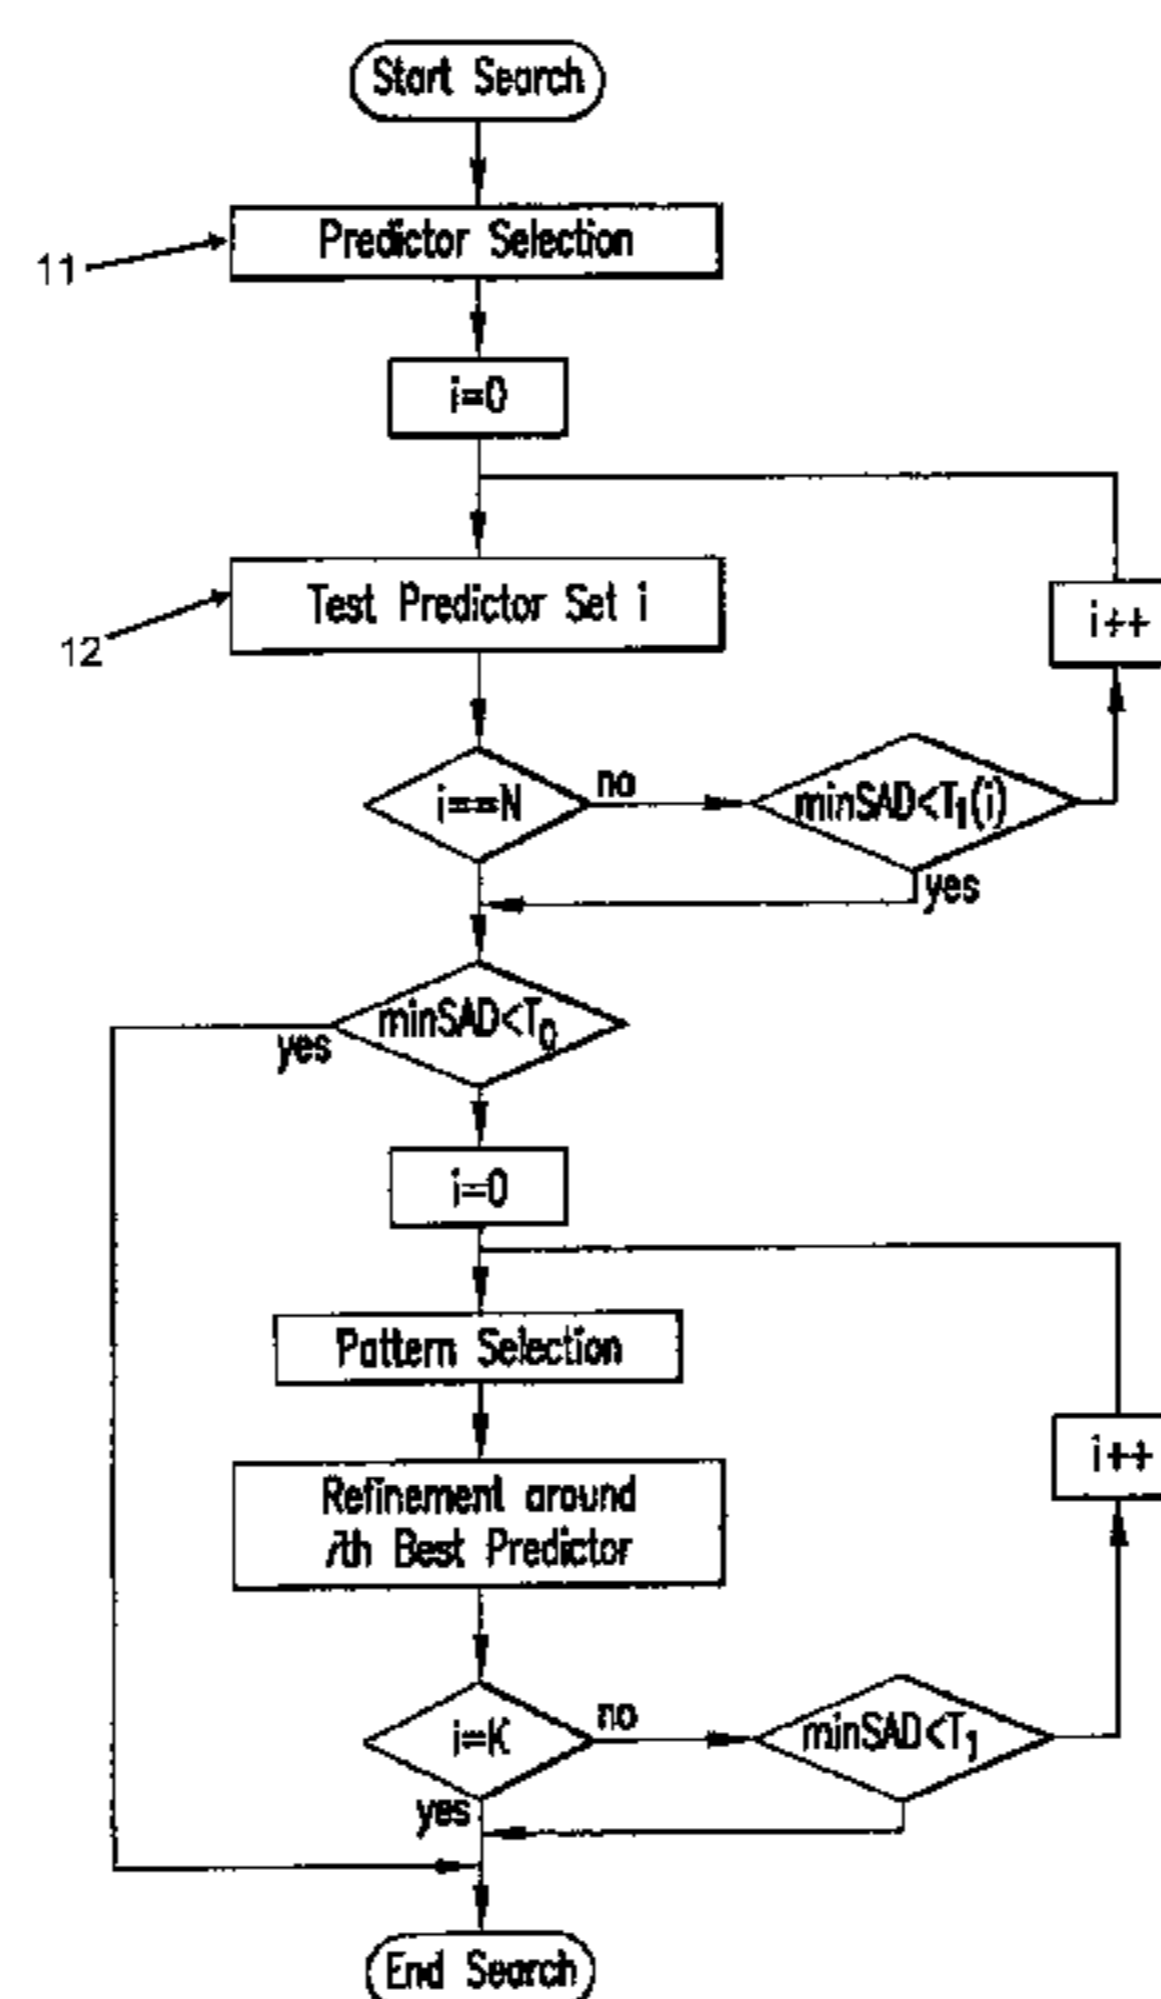 Start Search
11
Predictor Selection
i=0
12
Test Predictor Set i
i++
i==N
no
minSAD<T1(i)
yes
minSAD<T0
yes
i=0
Pattern Selection
Refinement around
ith Best Predictor
i++
i=K
no
minSAD<T1
yes
End Search